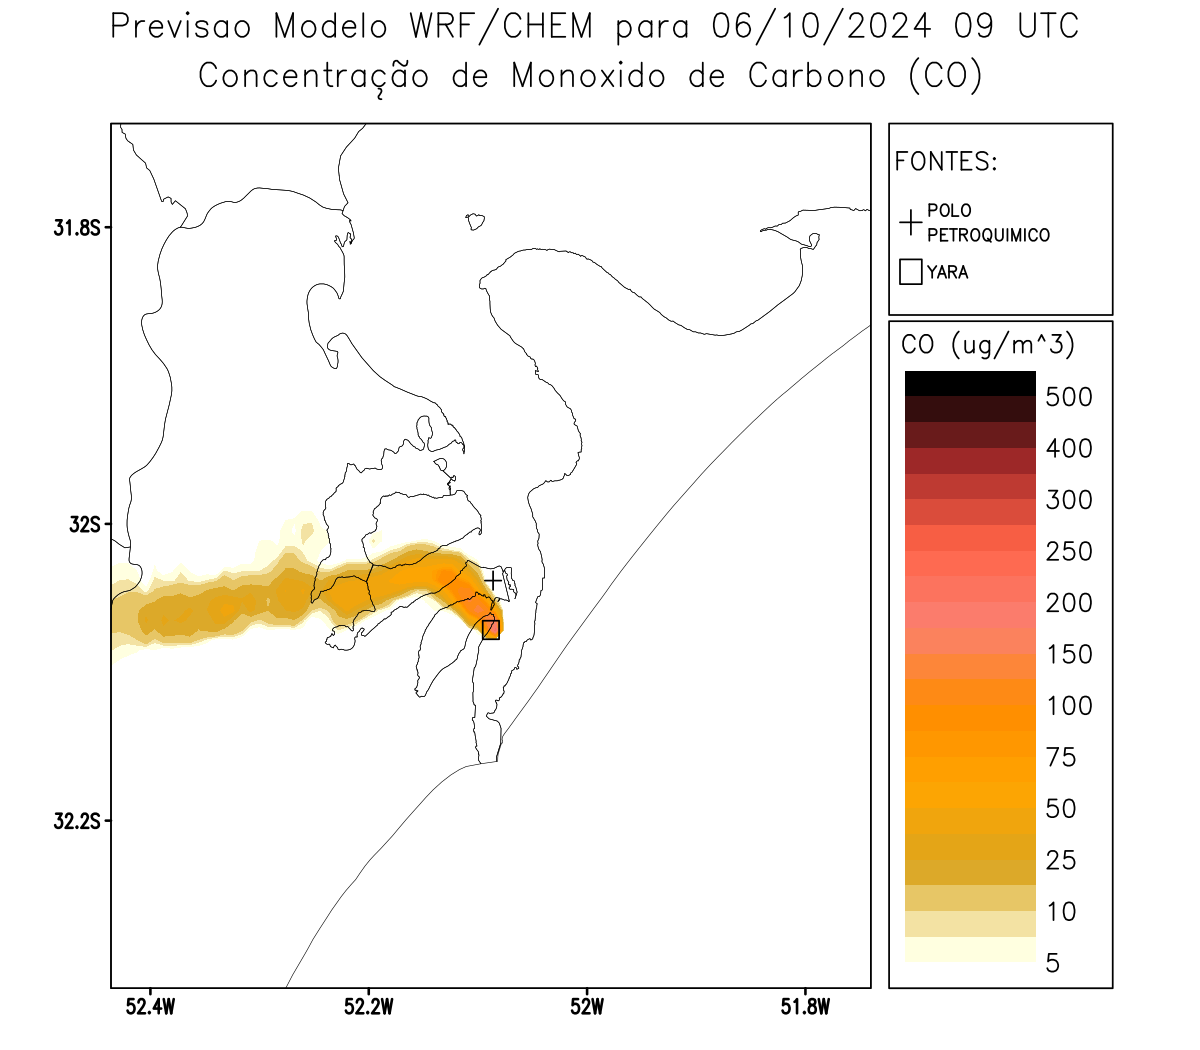 Previsao Modelo WRF/CHEM para 06/10/2024 09 UTC
Concentração de Monoxido de Carbono (CO)
FONTES:
POLO
PETROQUIMICO
YARA
CO (ug/m^3)
500
400
300
250
200
150
100
75
50
25
10
5
31.8S
32S
32.2S
52.4W
52.2W
52W
51.8W